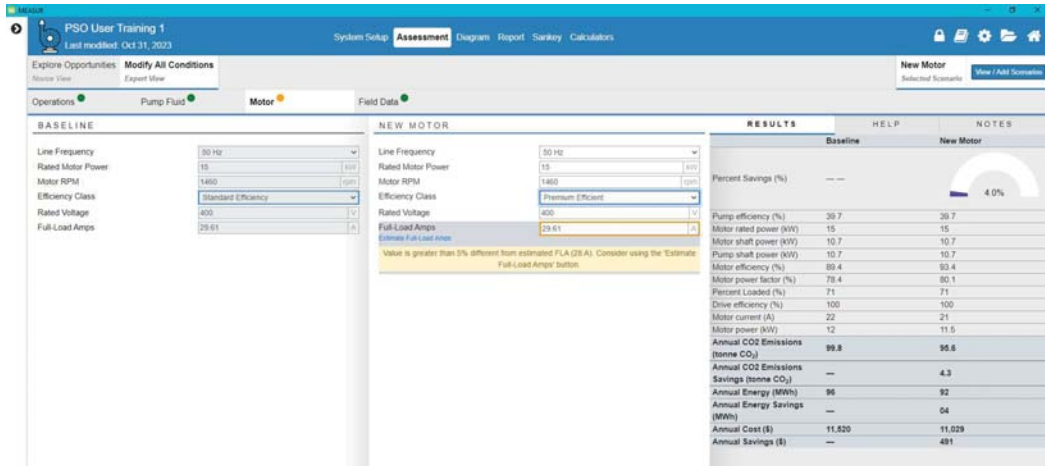 MEASUR
PSO User Training 1
Last modified: Oct 31, 2023
System Setup Assessment Diagram Report Sankey Calculators
Explore Opportunities Modify All Conditions
Novice View Expert View
New Motor
Selected Scenario
View / Add Scenarios
Operations Pump Fluid Motor Field Data
BASELINE
Line Frequency 50 Hz
Rated Motor Power 15 kW
Motor RPM 1460 rpm
Efficiency Class Standard Efficiency
Rated Voltage 400 V
Full-Load Amps 29.61 A
NEW MOTOR
Line Frequency 50 Hz
Rated Motor Power 15 kW
Motor RPM 1460 rpm
Efficiency Class Premium Efficient
Rated Voltage 400 V
Full-Load Amps 29.61 A
Estimate Full-Load Amps
Value is greater than 5% different from estimated FLA (28 A). Consider using the 'Estimate
Full-Load Amps' button.
RESULTS HELP NOTES
Baseline New Motor
Percent Savings (%) — — 4.0%
Pump efficiency (%) 39.7 39.7
Motor rated power (kW) 15 15
Motor shaft power (kW) 10.7 10.7
Pump shaft power (kW) 10.7 10.7
Motor efficiency (%) 89.4 93.4
Motor power factor (%) 78.4 80.1
Percent Loaded (%) 71 71
Drive efficiency (%) 100 100
Motor current (A) 22 21
Motor power (kW) 12 11.5
Annual CO2 Emissions
(tonne CO₂) 99.8 95.6
Annual CO2 Emissions
Savings (tonne CO₂) — 4.3
Annual Energy (MWh) 96 92
Annual Energy Savings
(MWh) — 04
Annual Cost ($) 11,520 11,029
Annual Savings ($) — 491